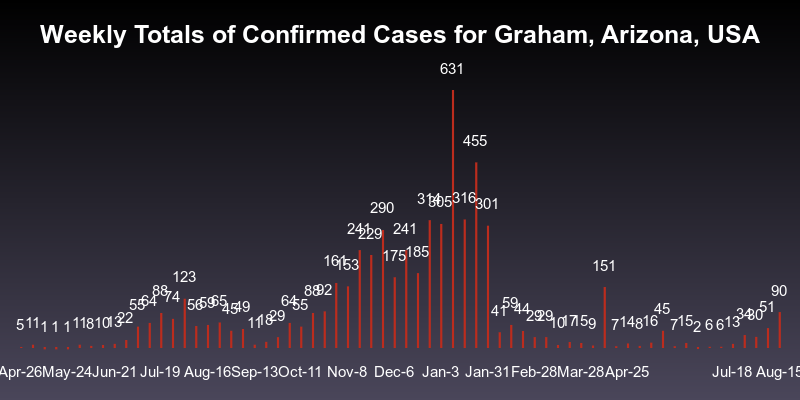 Weekly Totals of Confirmed Cases for Graham, Arizona, USA
5 11 1 1 1 11 8 10 13 22 55 64 88 74 123 56 59 65 45 49 11 18 29 64 55 88 92 161 153 241 229 290 175 241 185 314 305 631 316 455 301 41 59 44 29 29 10 17 15 9 151 7 14 8 16 45 7 15 2 6 6 13 34 30 51 90
Apr-26 May-24 Jun-21 Jul-19 Aug-16 Sep-13 Oct-11 Nov-8 Dec-6 Jan-3 Jan-31 Feb-28 Mar-28 Apr-25 Jul-18 Aug-15